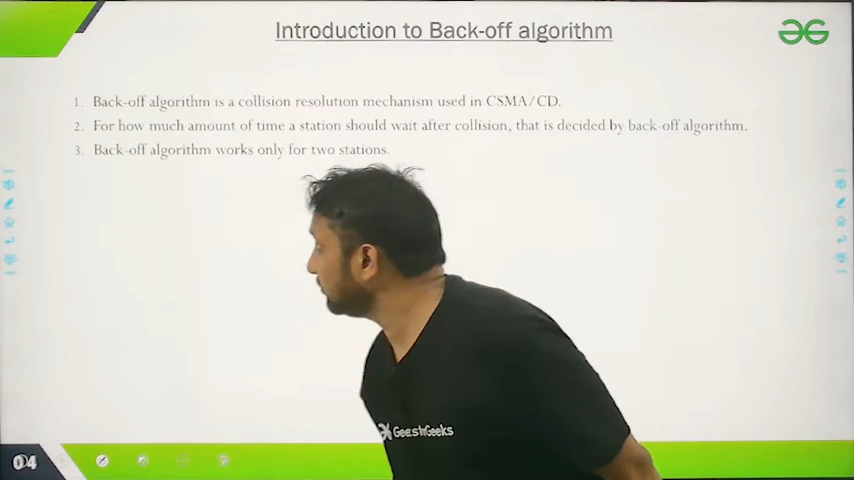 Introduction to Back-off algorithm
1. Back-off algorithm is a collision resolution mechanism used in CSMA/CD.
2. For how much amount of time a station should wait after collision, that is decided by back-off algorithm.
3. Back-off algorithm works only for two stations.
GeeksforGeeks
04